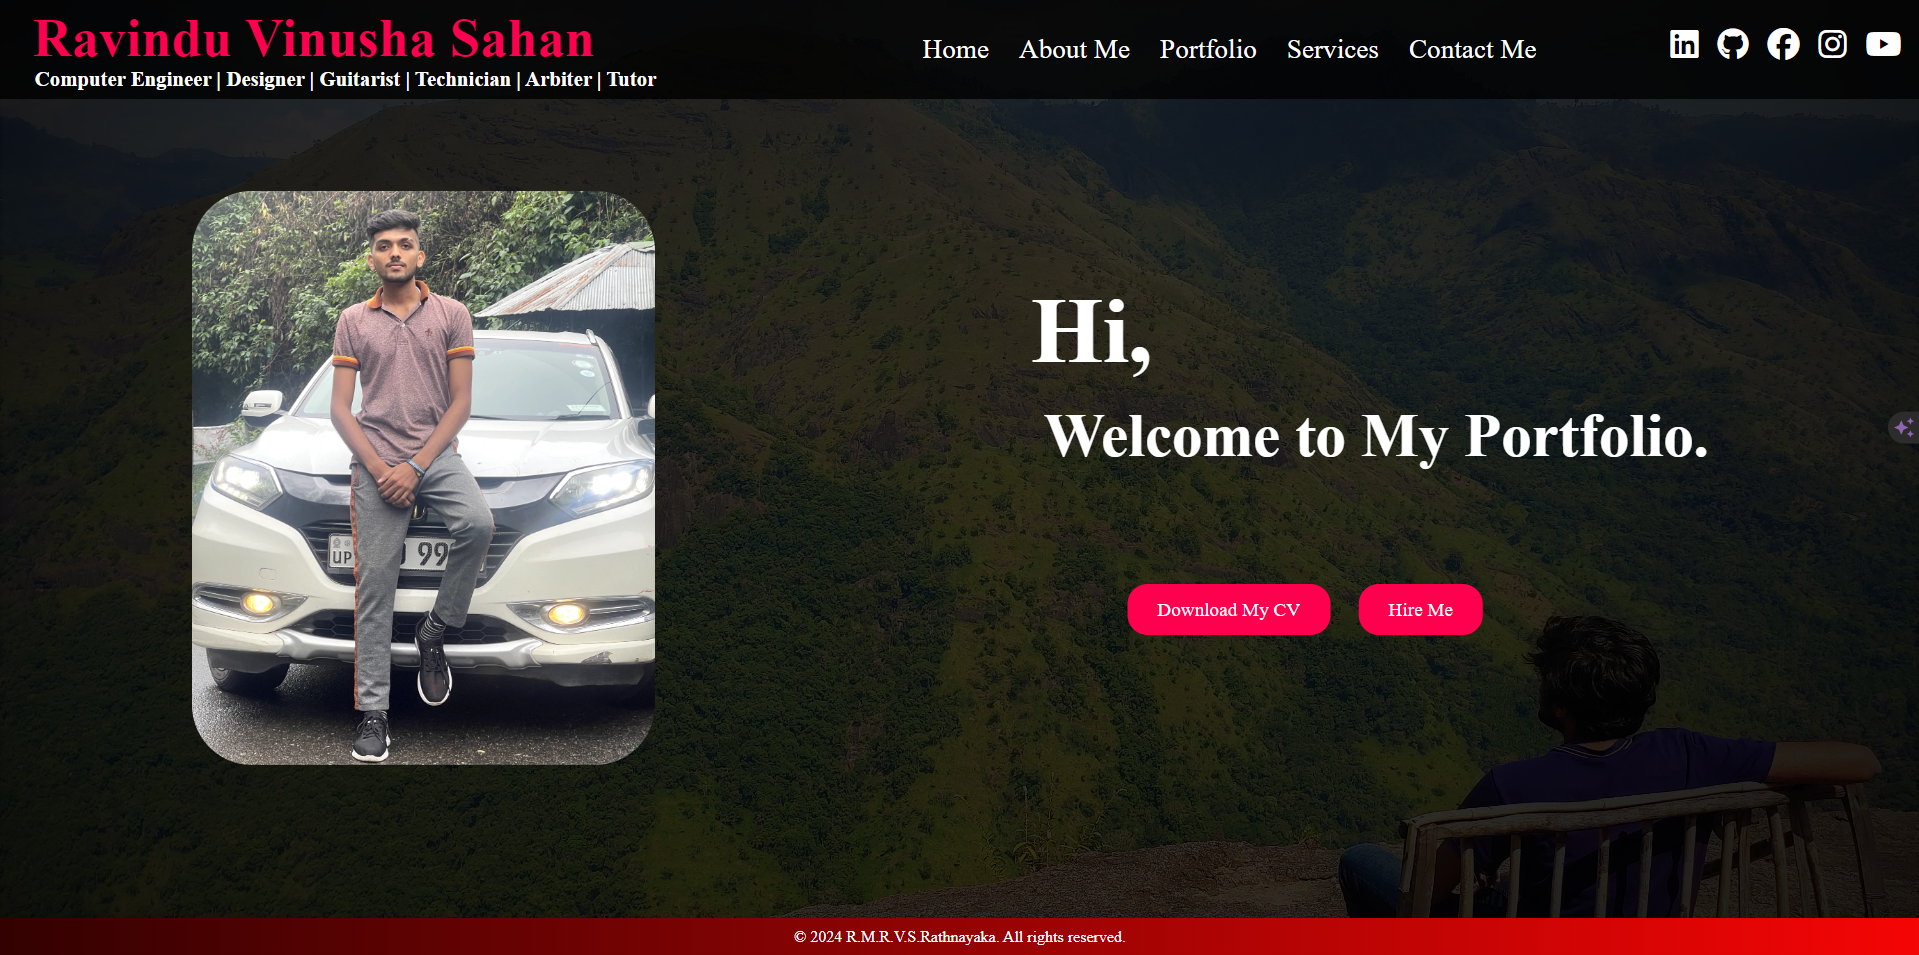 Ravindu Vinusha Sahan
Computer Engineer | Designer | Guitarist | Technician | Arbiter | Tutor
Home About Me Portfolio Services Contact Me
Hi,
Welcome to My Portfolio.
UP 99
Download My CV Hire Me
© 2024 R.M.R.V.S.Rathnayaka. All rights reserved.